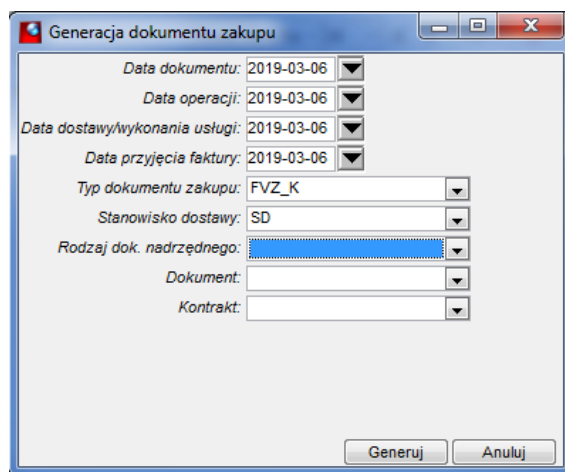 Generacja dokumentu zakupu
Data dokumentu: 2019-03-06
Data operacji: 2019-03-06
Data dostawy/wykonania usługi: 2019-03-06
Data przyjęcia faktury: 2019-03-06
Typ dokumentu zakupu: FVZ_K
Stanowisko dostawy: SD
Rodzaj dok. nadrzędnego:
Dokument:
Kontrakt:
Generuj Anuluj